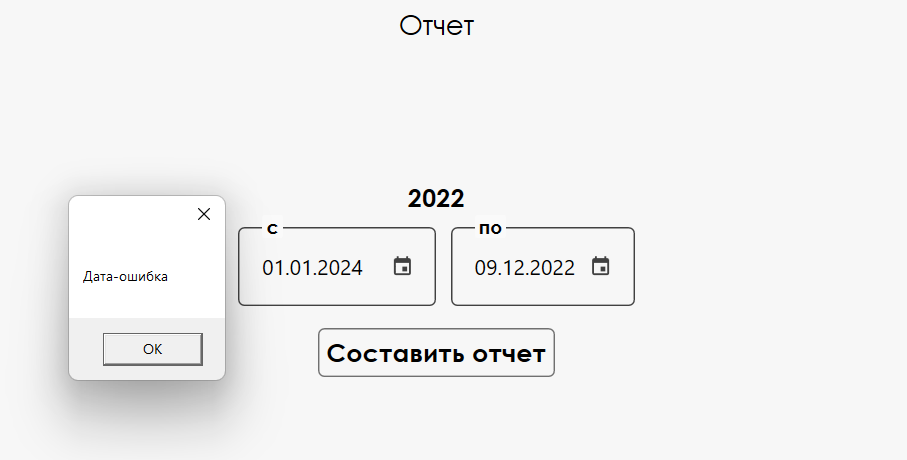 Отчет
2022
с
01.01.2024
по
09.12.2022
Дата-ошибка
OK
Составить отчет